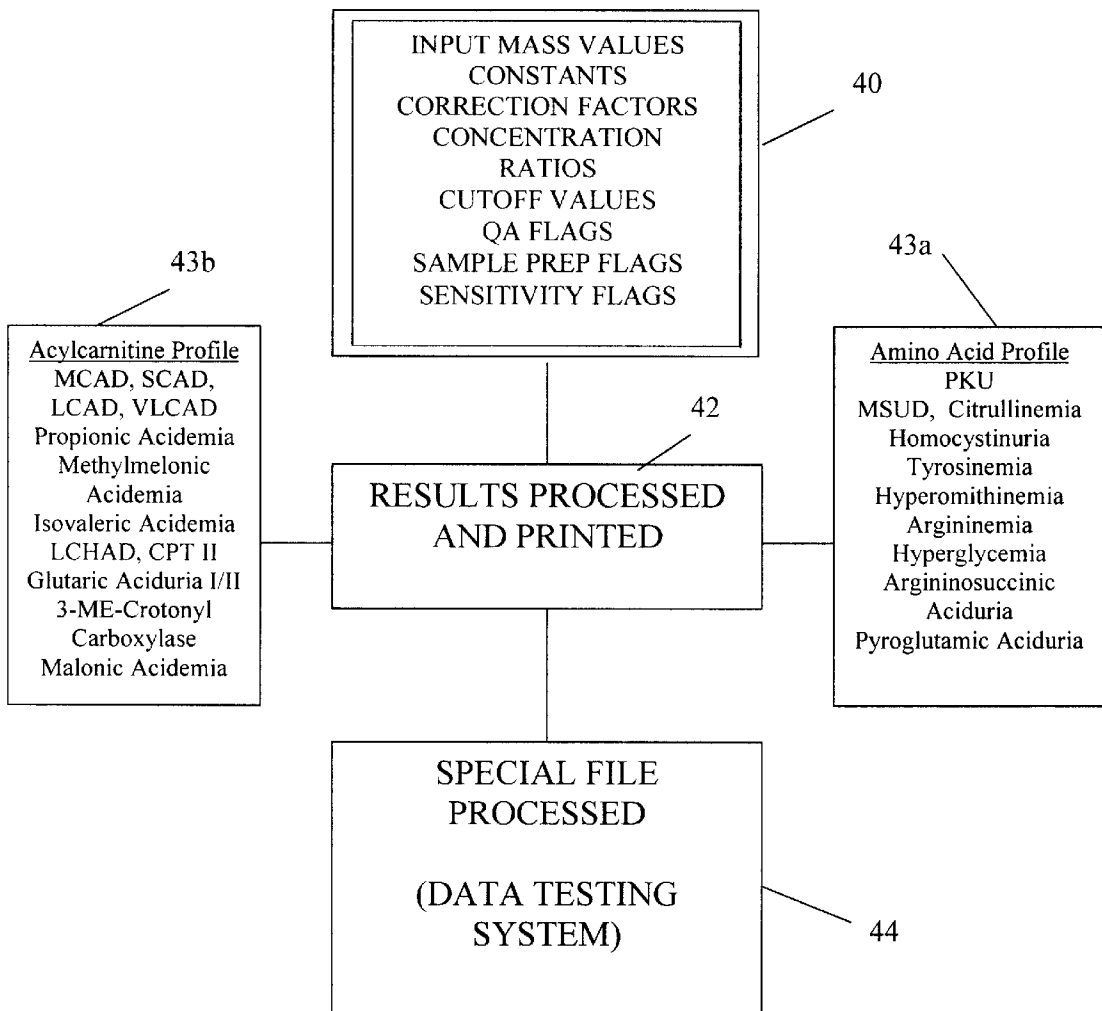 INPUT MASS VALUES
CONSTANTS
CORRECTION FACTORS
CONCENTRATION
RATIOS
CUTOFF VALUES
QA FLAGS
SAMPLE PREP FLAGS
SENSITIVITY FLAGS
40
43b
Acylcarnitine Profile
MCAD, SCAD,
LCAD, VLCAD
Propionic Acidemia
Methylmelonic
Acidemia
Isovaleric Acidemia
LCHAD, CPT II
Glutaric Aciduria I/II
3-ME-Crotonyl
Carboxylase
Malonic Acidemia
42
RESULTS PROCESSED
AND PRINTED
43a
Amino Acid Profile
PKU
MSUD, Citrullinemia
Homocystinuria
Tyrosinemia
Hyperomithinemia
Argininemia
Hyperglycemia
Argininosuccinic
Aciduria
Pyroglutamic Aciduria
SPECIAL FILE
PROCESSED
(DATA TESTING
SYSTEM)
44